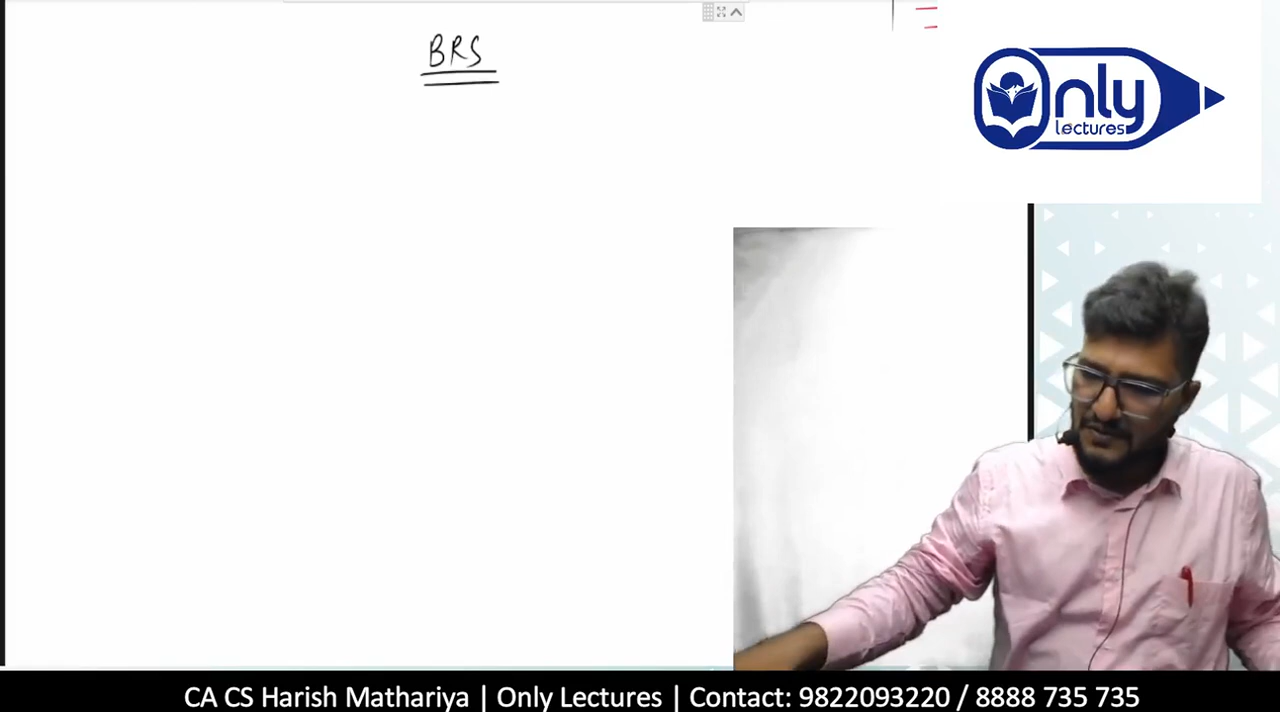 BRS
Only
lectures
CA CS Harish Mathariya | Only Lectures | Contact: 9822093220 / 8888 735 735